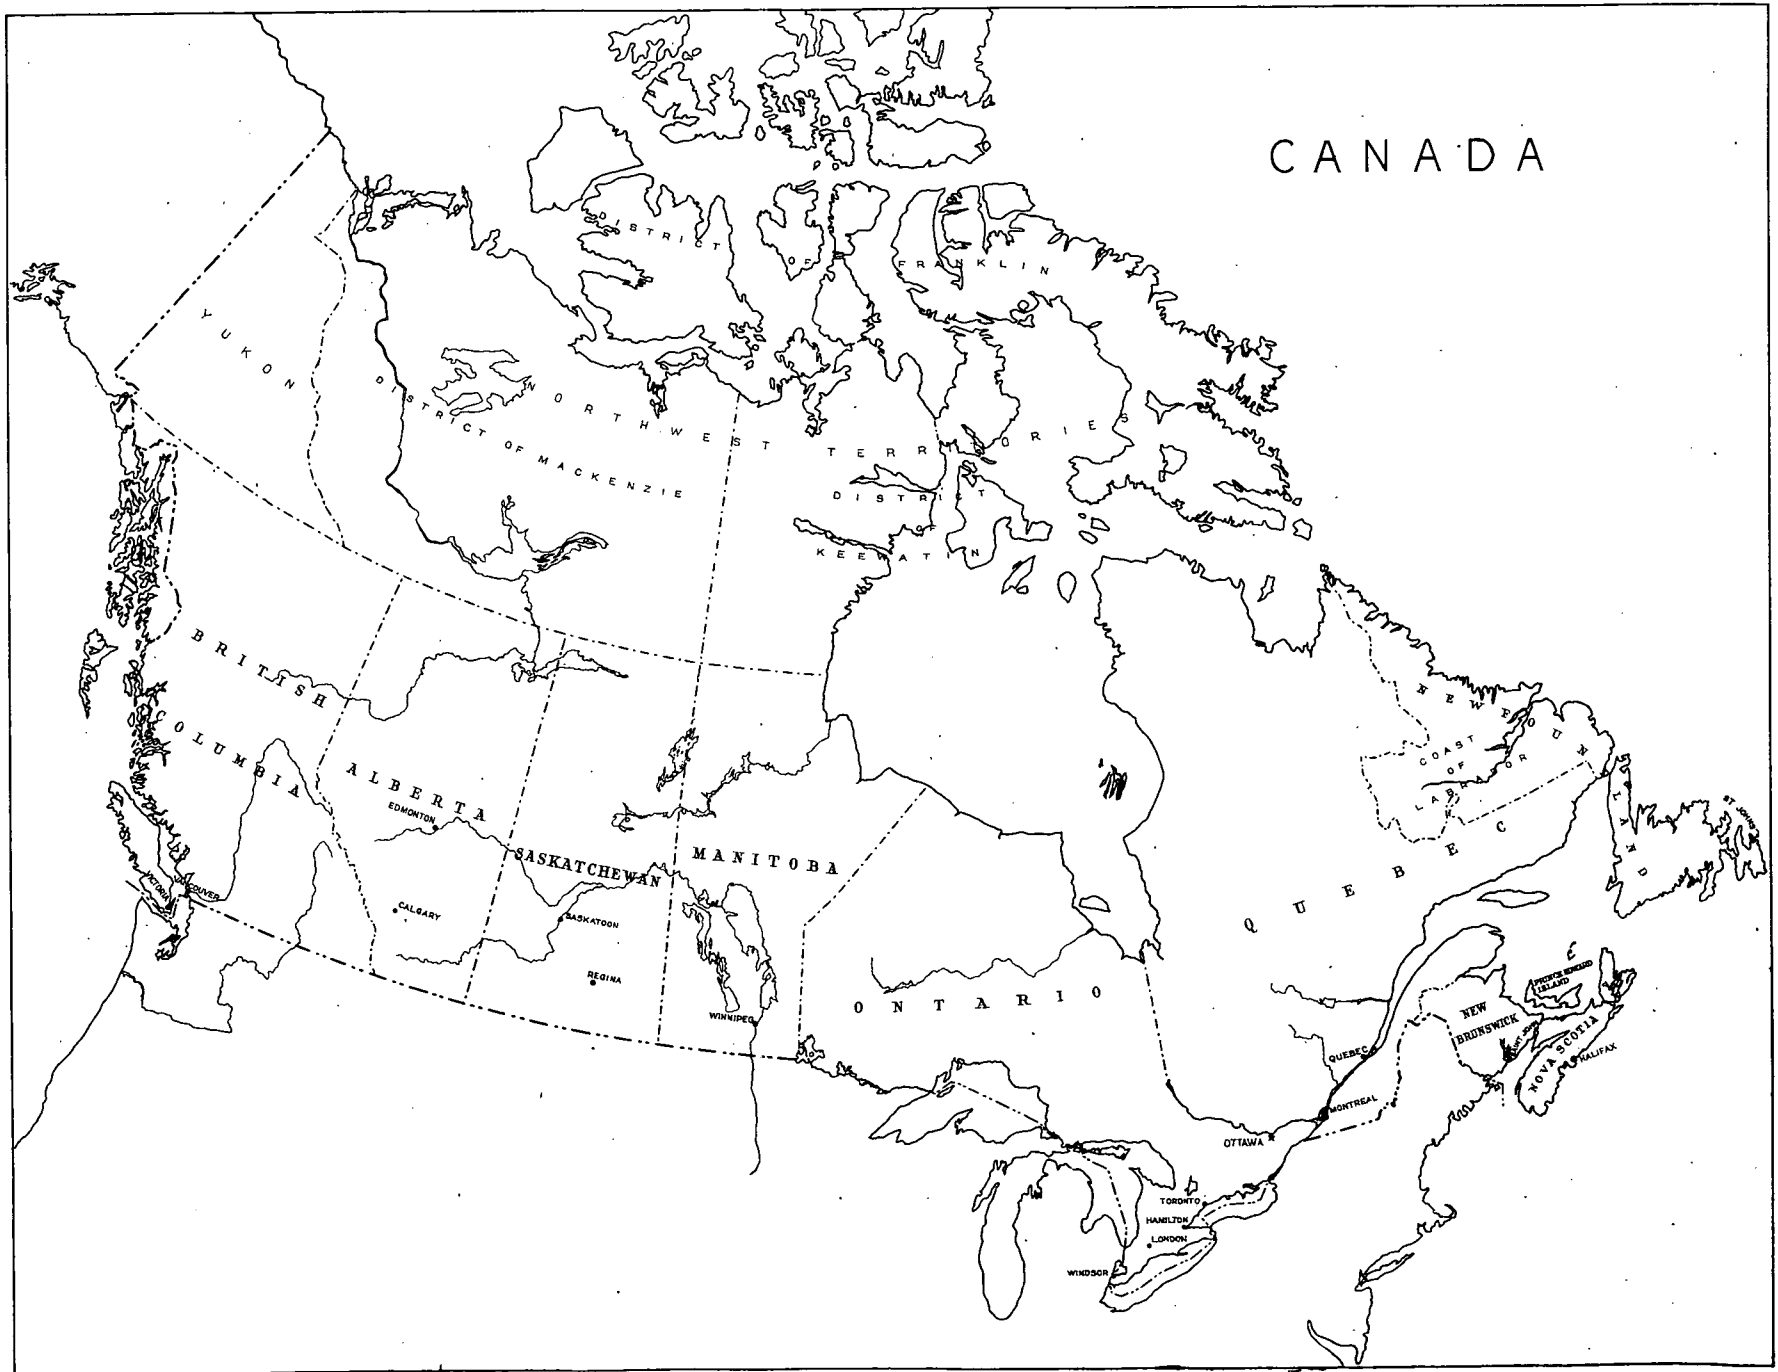 CANADA
DISTRICT OF FRANKLIN
YUKON
NORTHWEST TERRITORIES
DISTRICT OF MACKENZIE
DISTRICT
KEEWATIN
BRITISH
COLUMBIA
ALBERTA
EDMONTON
CALGARY
SASKATCHEWAN
SASKATOON
REGINA
MANITOBA
WINNIPEG
VICTORIA
VANCOUVER
ONTARIO
QUEBEC
NEWFOUNDLAND
COAST
OF
LABRADOR
ST JOHNS
PRINCE EDWARD
ISLAND
NEW
BRUNSWICK
SAINT JOHN
NOVA SCOTIA
HALIFAX
QUEBEC
MONTREAL
OTTAWA
TORONTO
HAMILTON
LONDON
WINDSOR